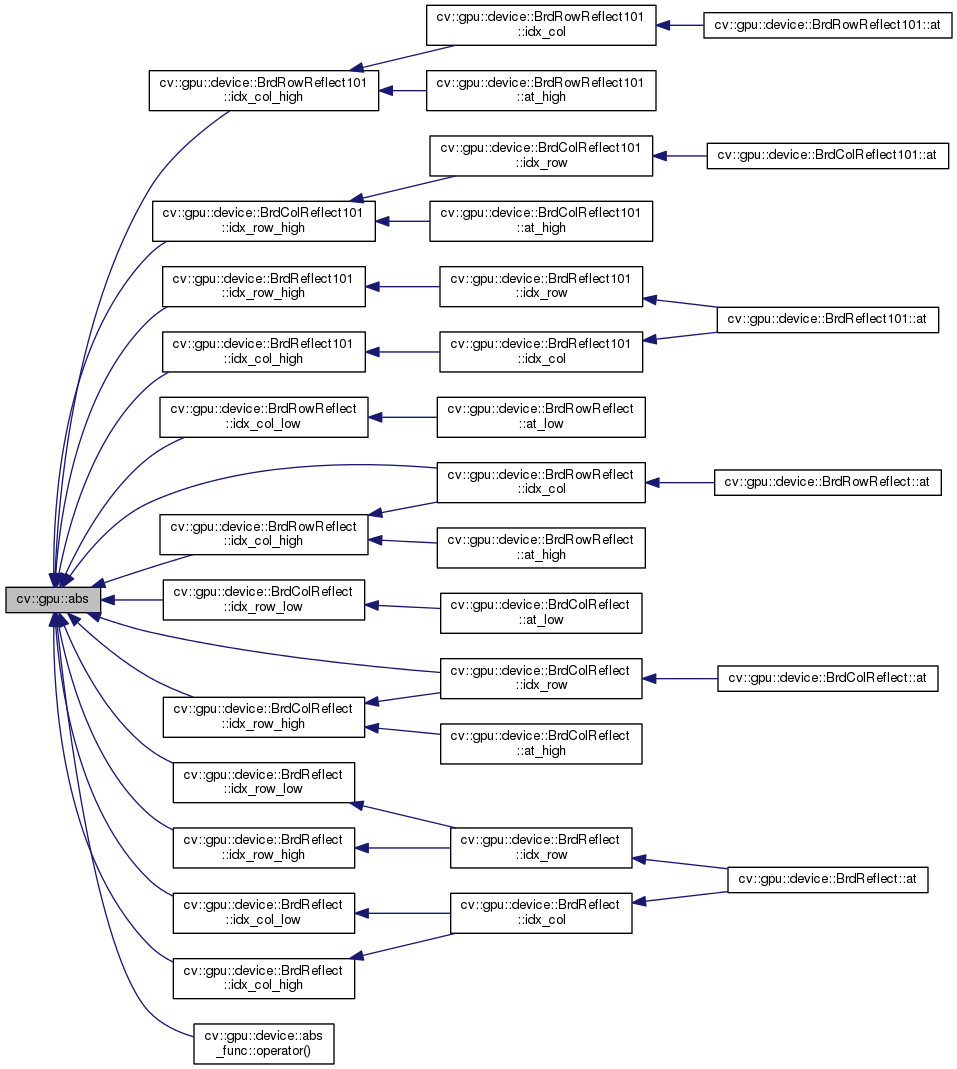 cv::gpu::device::BrdRowReflect101
::idx_col
cv::gpu::device::BrdRowReflect101::at
cv::gpu::device::BrdRowReflect101
::idx_col_high
cv::gpu::device::BrdRowReflect101
::at_high
cv::gpu::device::BrdColReflect101
::idx_row
cv::gpu::device::BrdColReflect101::at
cv::gpu::device::BrdColReflect101
::idx_row_high
cv::gpu::device::BrdColReflect101
::at_high
cv::gpu::device::BrdReflect101
::idx_row_high
cv::gpu::device::BrdReflect101
::idx_row
cv::gpu::device::BrdReflect101::at
cv::gpu::device::BrdReflect101
::idx_col_high
cv::gpu::device::BrdReflect101
::idx_col
cv::gpu::device::BrdRowReflect
::idx_col_low
cv::gpu::device::BrdRowReflect
::at_low
cv::gpu::device::BrdRowReflect
::idx_col
cv::gpu::device::BrdRowReflect::at
cv::gpu::device::BrdRowReflect
::idx_col_high
cv::gpu::device::BrdRowReflect
::at_high
cv::gpu::abs
cv::gpu::device::BrdColReflect
::idx_row_low
cv::gpu::device::BrdColReflect
::at_low
cv::gpu::device::BrdColReflect
::idx_row
cv::gpu::device::BrdColReflect::at
cv::gpu::device::BrdColReflect
::idx_row_high
cv::gpu::device::BrdColReflect
::at_high
cv::gpu::device::BrdReflect
::idx_row_low
cv::gpu::device::BrdReflect
::idx_row_high
cv::gpu::device::BrdReflect
::idx_row
cv::gpu::device::BrdReflect::at
cv::gpu::device::BrdReflect
::idx_col_low
cv::gpu::device::BrdReflect
::idx_col
cv::gpu::device::BrdReflect
::idx_col_high
cv::gpu::device::abs
_func::operator()